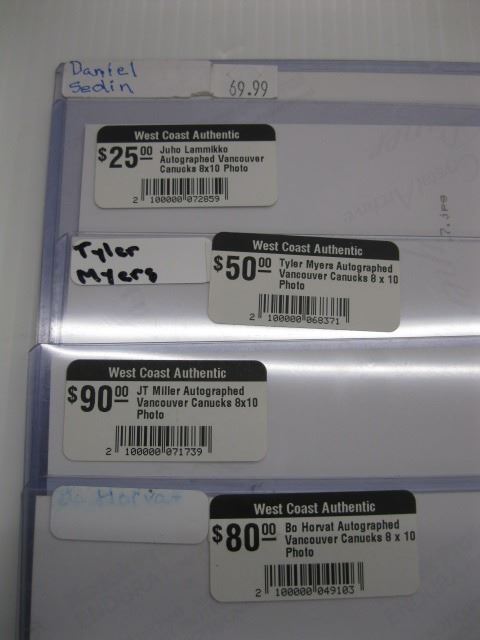 Daniel
Sedin
69.99
West Coast Authentic
$25.00
Juho Lammikko
Autographed Vancouver
Canucks 8x10 Photo
2 100000 072859
Tyler
Myers
West Coast Authentic
$50.00
Tyler Myers Autographed
Vancouver Canucks 8 x 10
Photo
2 100000 068371
West Coast Authentic
$90.00
JT Miller Autographed
Vancouver Canucks 8x10
Photo
2 100000 071739
Bo Horvat
West Coast Authentic
$80.00
Bo Horvat Autographed
Vancouver Canucks 8 x 10
Photo
2 100000 049103